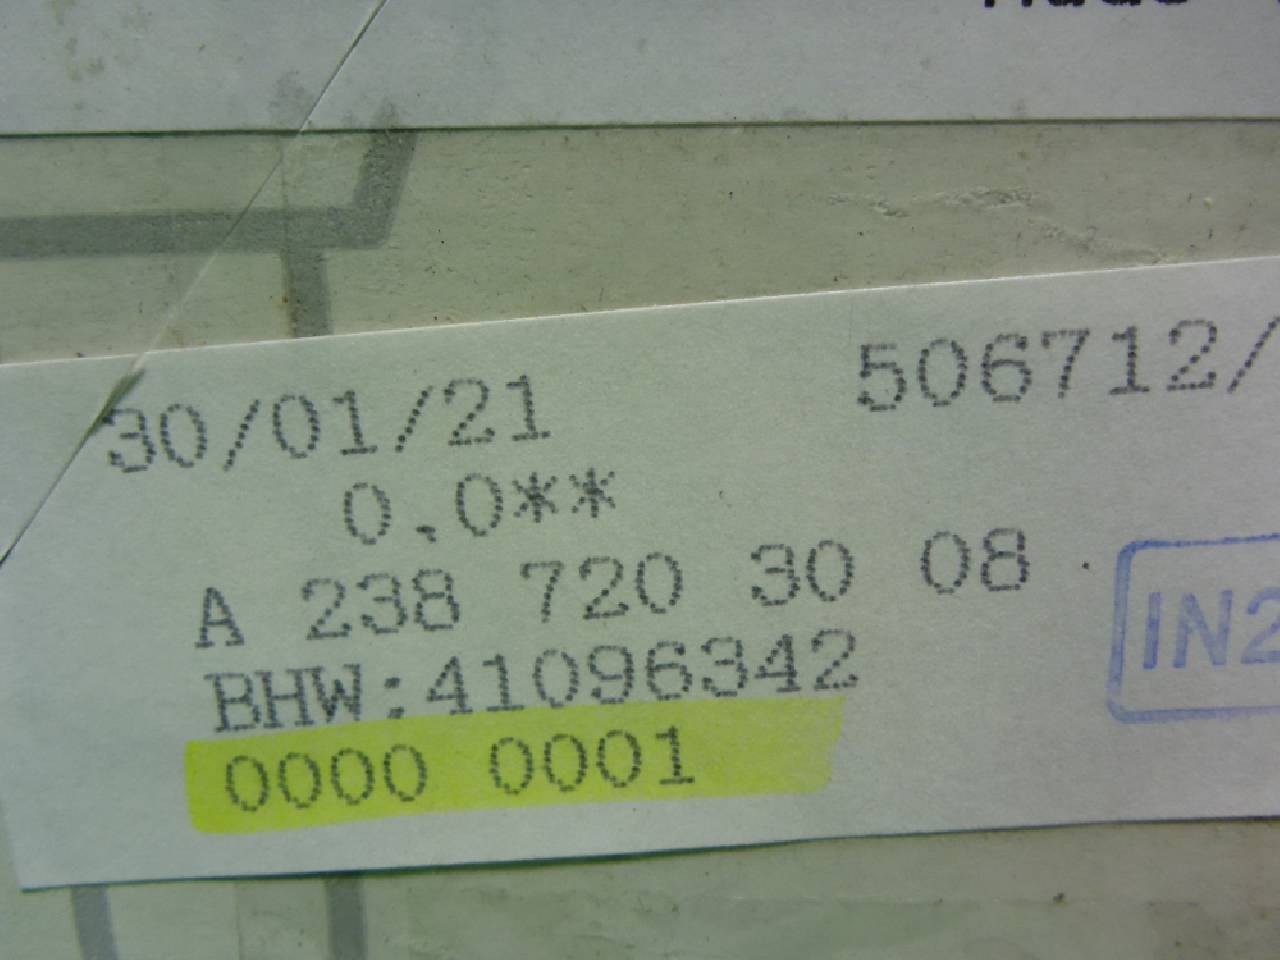 30/01/21 506712/
0.0**
A 238 720 30 08
BHW:41096342
IN2
0000 0001